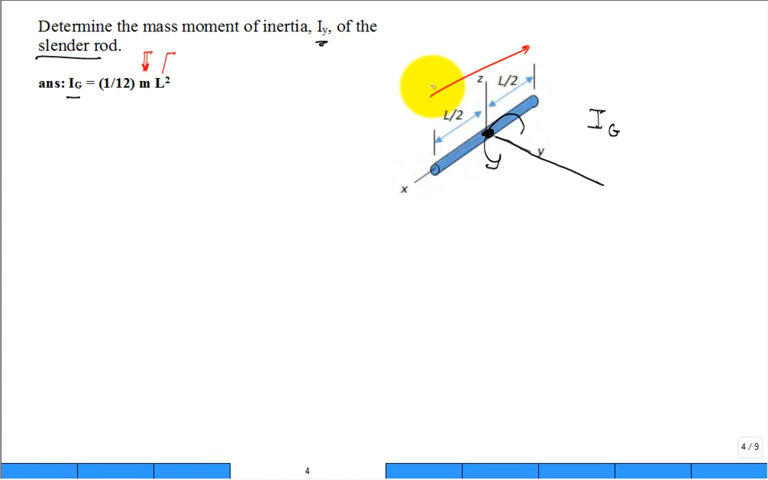 Determine the mass moment of inertia, Iy, of the
slender rod.
ans: IG = (1/12) m L²
z
L/2
L/2
IG
y
y
x
4 / 9
4